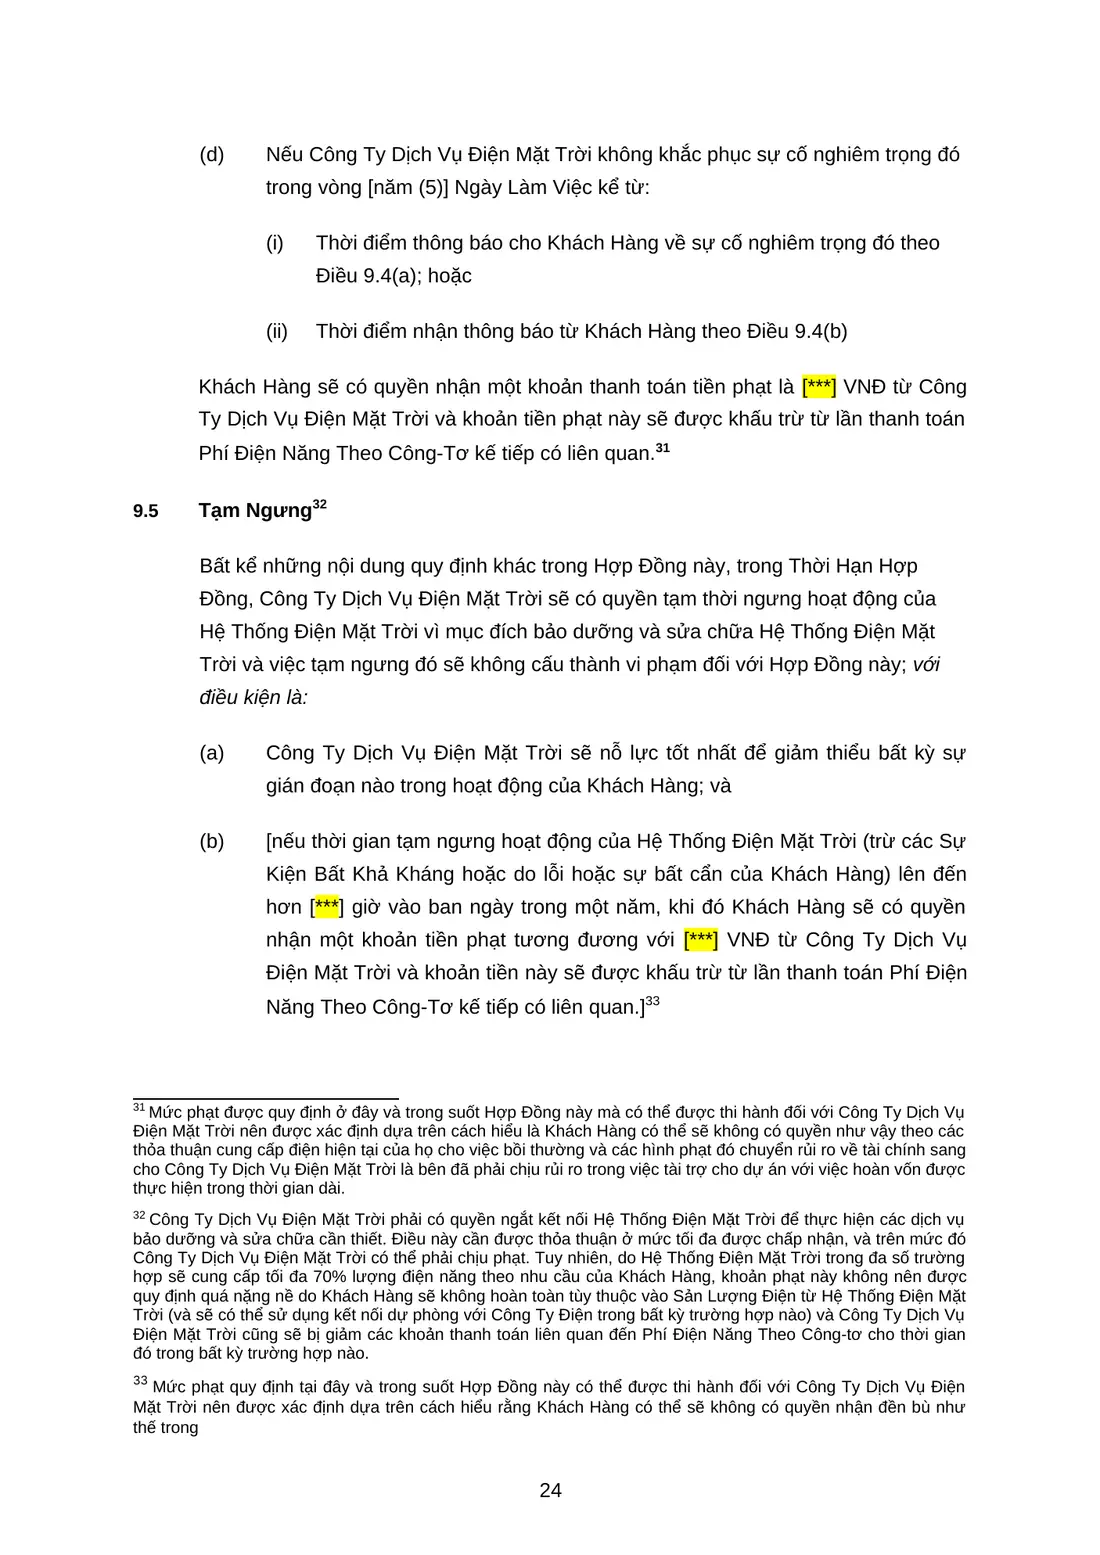 (d) Nếu Công Ty Dịch Vụ Điện Mặt Trời không khắc phục sự cố nghiêm trọng đó
trong vòng [năm (5)] Ngày Làm Việc kể từ:
(i) Thời điểm thông báo cho Khách Hàng về sự cố nghiêm trọng đó theo
Điều 9.4(a); hoặc
(ii) Thời điểm nhận thông báo từ Khách Hàng theo Điều 9.4(b)
Khách Hàng sẽ có quyền nhận một khoản thanh toán tiền phạt là [***] VNĐ từ Công
Ty Dịch Vụ Điện Mặt Trời và khoản tiền phạt này sẽ được khấu trừ từ lần thanh toán
Phí Điện Năng Theo Công-Tơ kế tiếp có liên quan.31
9.5 Tạm Ngưng32
Bất kể những nội dung quy định khác trong Hợp Đồng này, trong Thời Hạn Hợp
Đồng, Công Ty Dịch Vụ Điện Mặt Trời sẽ có quyền tạm thời ngưng hoạt động của
Hệ Thống Điện Mặt Trời vì mục đích bảo dưỡng và sửa chữa Hệ Thống Điện Mặt
Trời và việc tạm ngưng đó sẽ không cấu thành vi phạm đối với Hợp Đồng này; với
điều kiện là:
(a) Công Ty Dịch Vụ Điện Mặt Trời sẽ nỗ lực tốt nhất để giảm thiểu bất kỳ sự
gián đoạn nào trong hoạt động của Khách Hàng; và
(b) [nếu thời gian tạm ngưng hoạt động của Hệ Thống Điện Mặt Trời (trừ các Sự
Kiện Bất Khả Kháng hoặc do lỗi hoặc sự bất cẩn của Khách Hàng) lên đến
hơn [***] giờ vào ban ngày trong một năm, khi đó Khách Hàng sẽ có quyền
nhận một khoản tiền phạt tương đương với [***] VNĐ từ Công Ty Dịch Vụ
Điện Mặt Trời và khoản tiền này sẽ được khấu trừ từ lần thanh toán Phí Điện
Năng Theo Công-Tơ kế tiếp có liên quan.]33
31 Mức phạt được quy định ở đây và trong suốt Hợp Đồng này mà có thể được thi hành đối với Công Ty Dịch Vụ
Điện Mặt Trời nên được xác định dựa trên cách hiểu là Khách Hàng có thể sẽ không có quyền như vậy theo các
thỏa thuận cung cấp điện hiện tại của họ cho việc bồi thường và các hình phạt đó chuyển rủi ro về tài chính sang
cho Công Ty Dịch Vụ Điện Mặt Trời là bên đã phải chịu rủi ro trong việc tài trợ cho dự án với việc hoàn vốn được
thực hiện trong thời gian dài.
32 Công Ty Dịch Vụ Điện Mặt Trời phải có quyền ngắt kết nối Hệ Thống Điện Mặt Trời để thực hiện các dịch vụ
bảo dưỡng và sửa chữa cần thiết. Điều này cần được thỏa thuận ở mức tối đa được chấp nhận, và trên mức đó
Công Ty Dịch Vụ Điện Mặt Trời có thể phải chịu phạt. Tuy nhiên, do Hệ Thống Điện Mặt Trời trong đa số trường
hợp sẽ cung cấp tối đa 70% lượng điện năng theo nhu cầu của Khách Hàng, khoản phạt này không nên được
quy định quá nặng nề do Khách Hàng sẽ không hoàn toàn tùy thuộc vào Sản Lượng Điện từ Hệ Thống Điện Mặt
Trời (và sẽ có thể sử dụng kết nối dự phòng với Công Ty Điện trong bất kỳ trường hợp nào) và Công Ty Dịch Vụ
Điện Mặt Trời cũng sẽ bị giảm các khoản thanh toán liên quan đến Phí Điện Năng Theo Công-tơ cho thời gian
đó trong bất kỳ trường hợp nào.
33 Mức phạt quy định tại đây và trong suốt Hợp Đồng này có thể được thi hành đối với Công Ty Dịch Vụ Điện
Mặt Trời nên được xác định dựa trên cách hiểu rằng Khách Hàng có thể sẽ không có quyền nhận đền bù như
thế trong
24